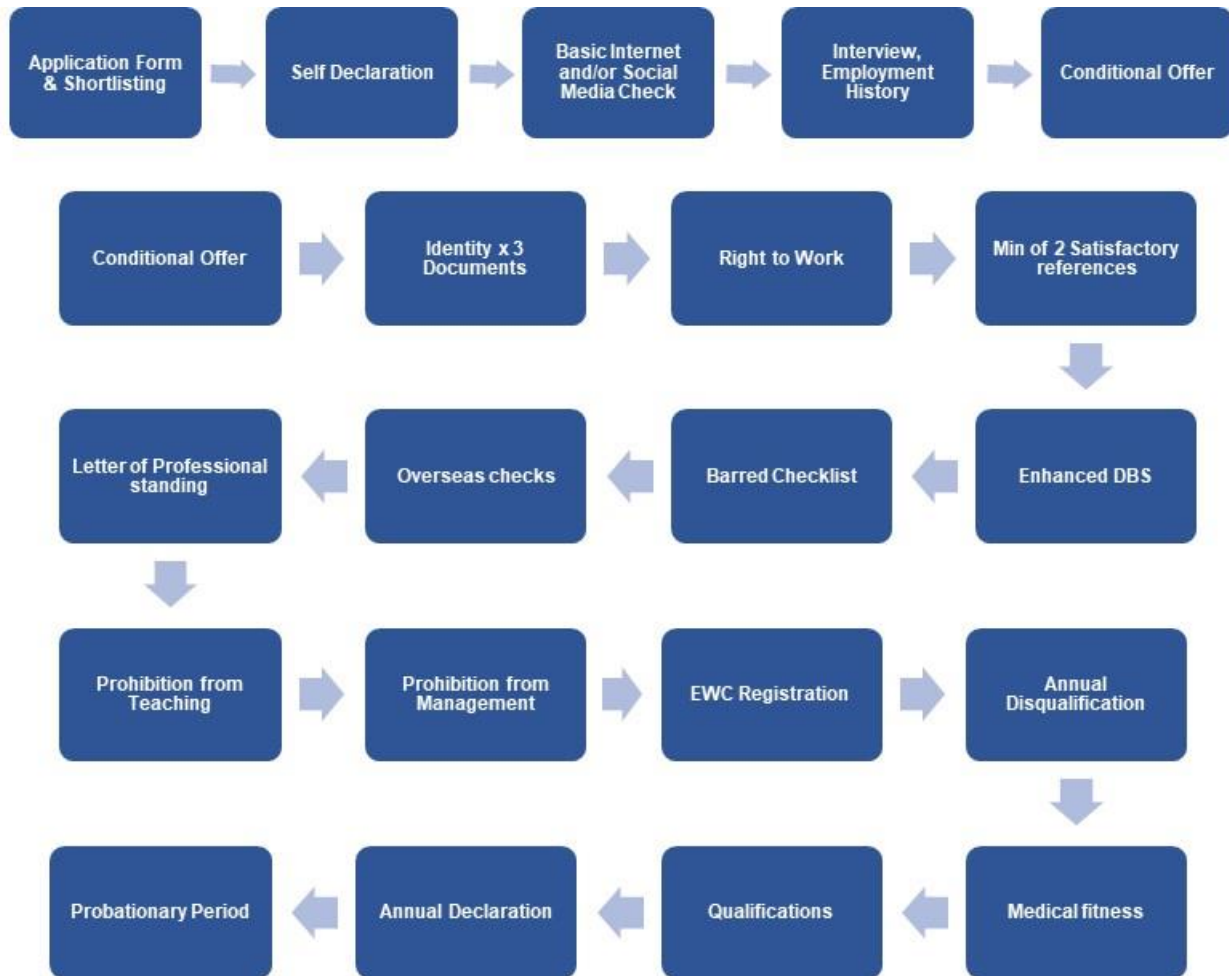 Application Form
& Shortlisting
Self Declaration
Basic Internet
and/or Social
Media Check
Interview,
Employment
History
Conditional Offer
Conditional Offer
Identity x 3
Documents
Right to Work
Min of 2 Satisfactory
references
Enhanced DBS
Barred Checklist
Overseas checks
Letter of Professional
standing
Prohibition from
Teaching
Prohibition from
Management
EWC Registration
Annual
Disqualification
Medical fitness
Qualifications
Annual Declaration
Probationary Period